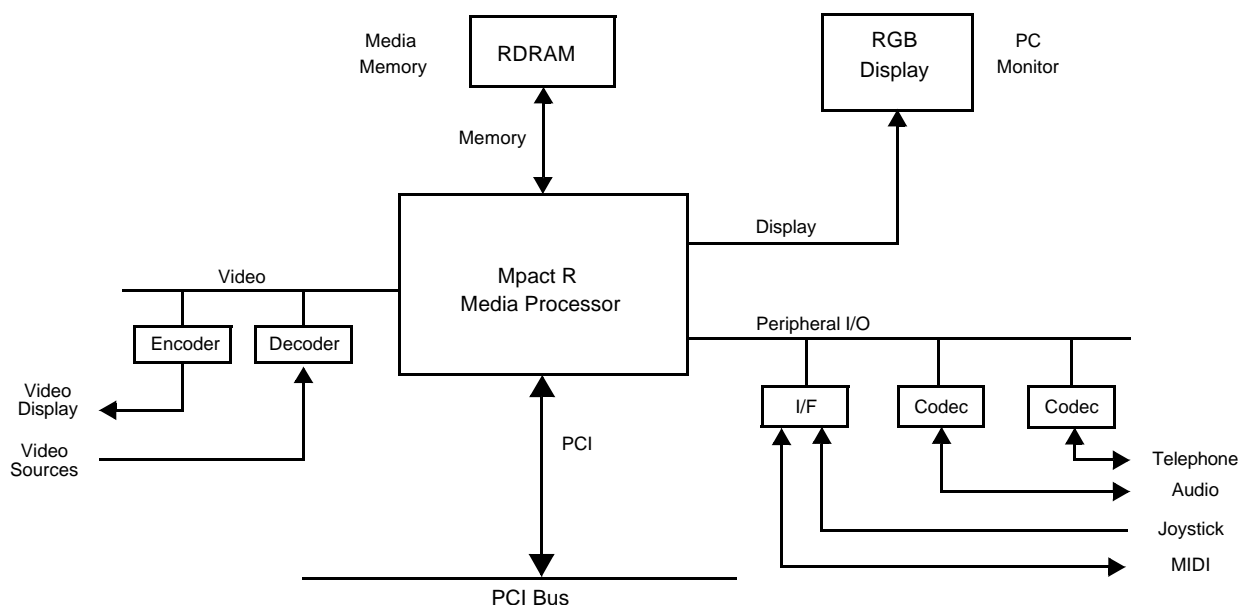 Media
Memory
RDRAM
RGB
Display
PC
Monitor
Memory
Display
Mpact R
Media Processor
Video
Encoder
Decoder
Peripheral I/O
I/F
Codec
Codec
Video
Display
Video
Sources
PCI
Telephone
Audio
Joystick
MIDI
PCI Bus